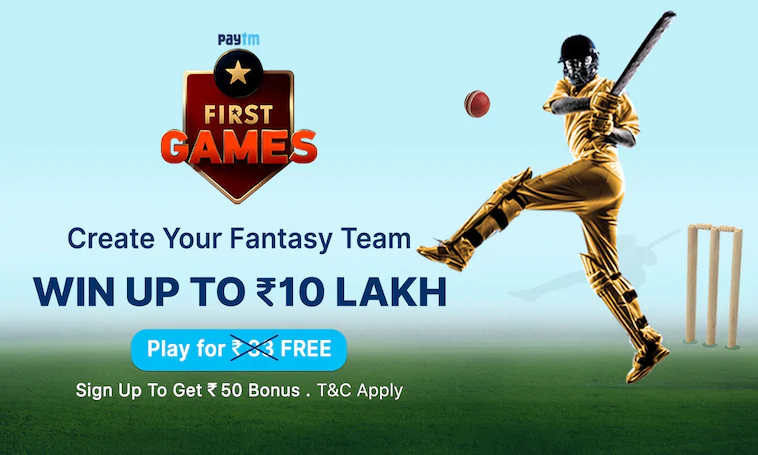 paytm
FIRST
GAMES
Create Your Fantasy Team
WIN UP TO ₹10 LAKH
Play for ₹ 33 FREE
Sign Up To Get ₹ 50 Bonus . T&C Apply